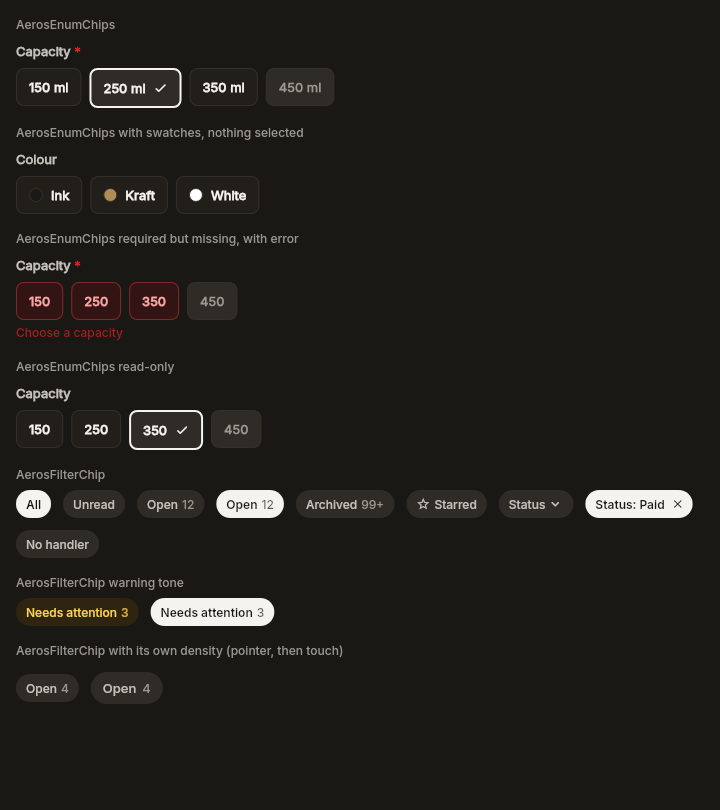 AerosEnumChips
Capacity *
150 ml 250 ml 350 ml 450 ml
AerosEnumChips with swatches, nothing selected
Colour
Ink Kraft White
AerosEnumChips required but missing, with error
Capacity *
150 250 350 450
Choose a capacity
AerosEnumChips read-only
Capacity
150 250 350 450
AerosFilterChip
All Unread Open 12 Open 12 Archived 99+ Starred Status Status: Paid
No handler
AerosFilterChip warning tone
Needs attention 3 Needs attention 3
AerosFilterChip with its own density (pointer, then touch)
Open 4 Open 4